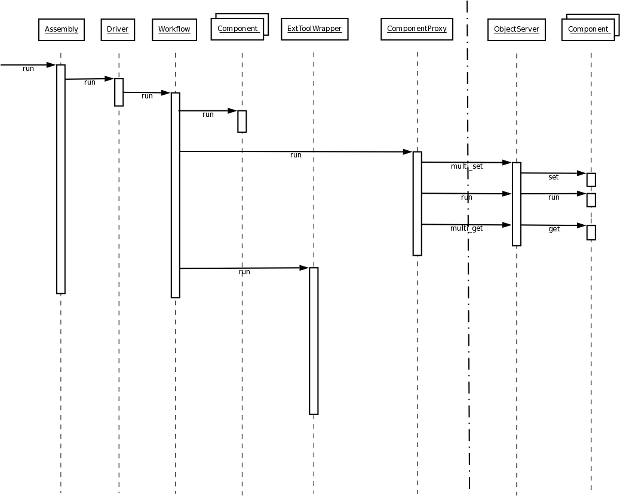 Assembly
Driver
Workflow
Component
ExtToolWrapper
ComponentProxy
ObjectServer
Component
run
run
run
run
run
multi_set
set
run
run
multi_get
get
run